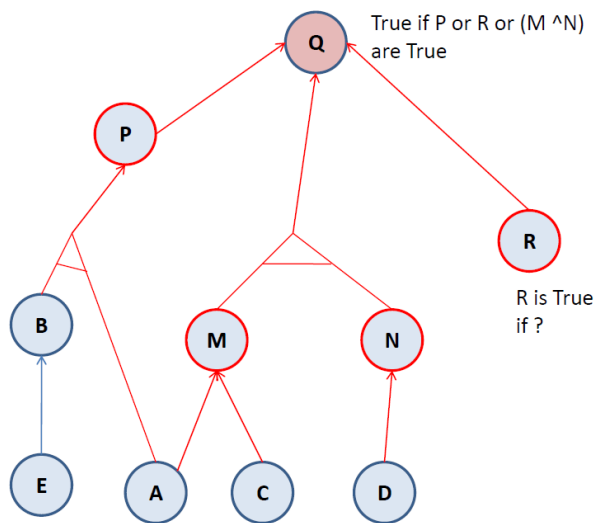 Q
True if P or R or (M ^N)
are True
P
R
R is True
if ?
B
M
N
E
A
C
D